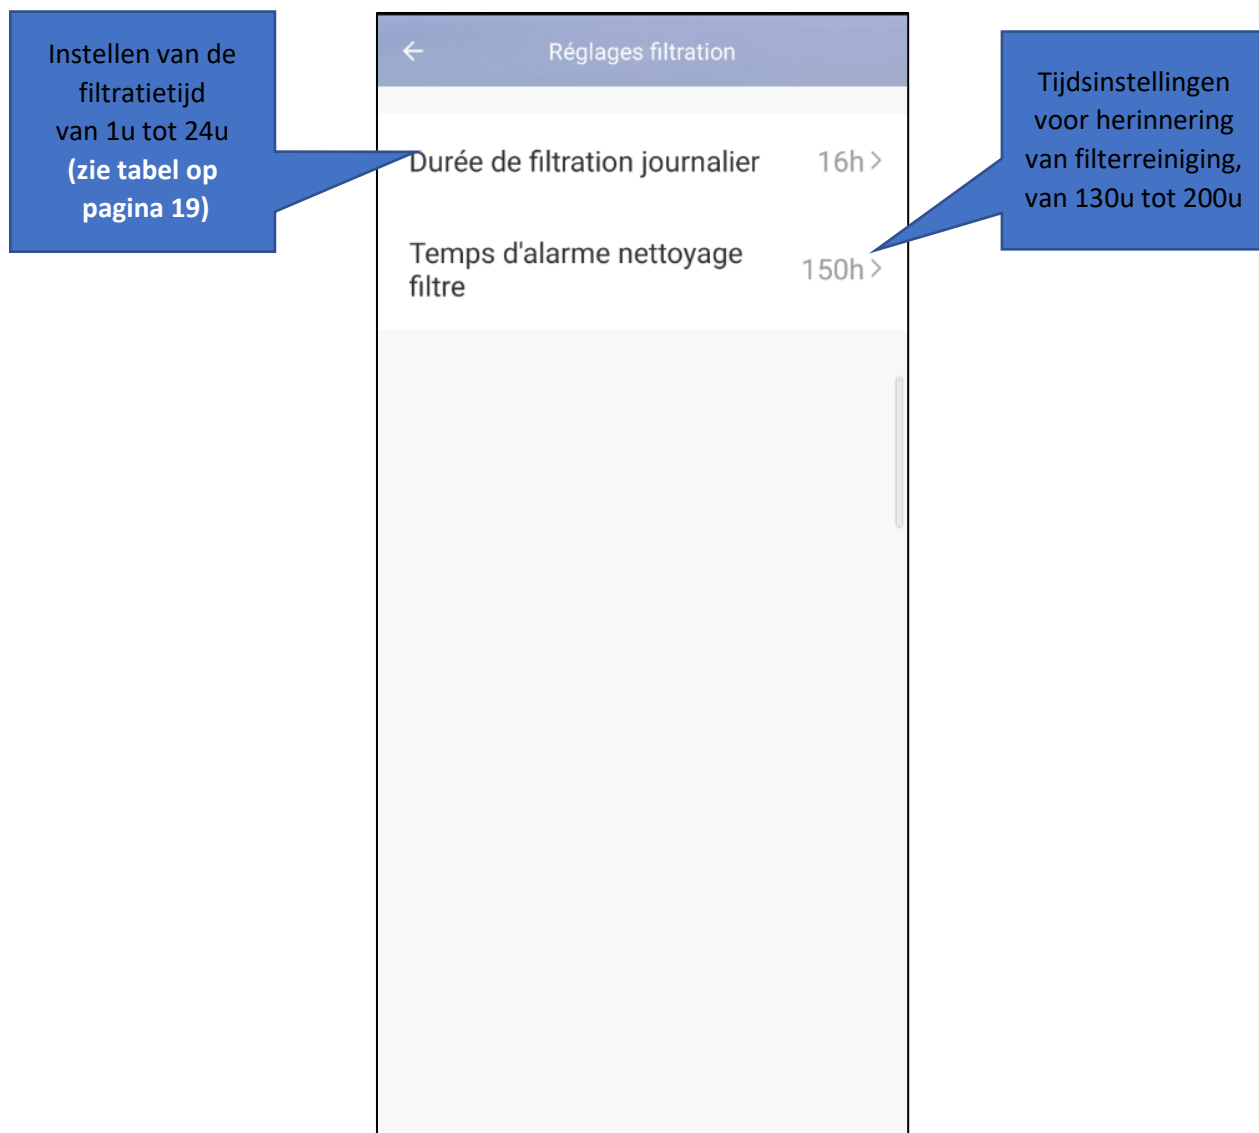 Instellen van de
filtratietijd
van 1u tot 24u
(zie tabel op
pagina 19)
Réglages filtration
Durée de filtration journalier 16h
Temps d'alarme nettoyage
filtre 150h
Tijdsinstellingen
voor herinnering
van filterreiniging,
van 130u tot 200u